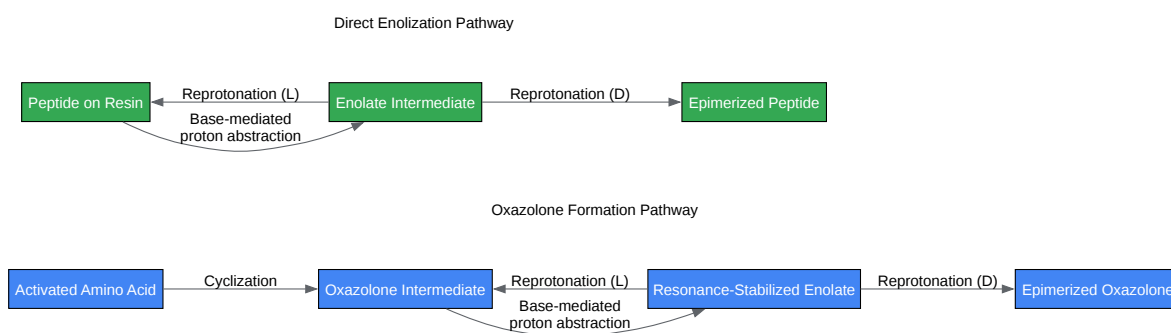 Direct Enolization Pathway
Peptide on Resin
Reprotonation (L)
Enolate Intermediate
Reprotonation (D)
Epimerized Peptide
Base-mediated
proton abstraction
Oxazolone Formation Pathway
Activated Amino Acid
Cyclization
Oxazolone Intermediate
Reprotonation (L)
Resonance-Stabilized Enolate
Reprotonation (D)
Epimerized Oxazolone
Base-mediated
proton abstraction